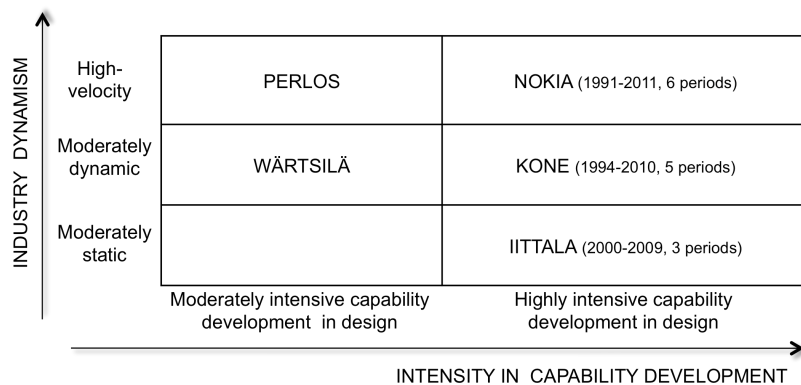 INDUSTRY DYNAMISM
High-
velocity
PERLOS
NOKIA (1991-2011, 6 periods)
Moderately
dynamic
WÄRTSILÄ
KONE (1994-2010, 5 periods)
Moderately
static
IITTALA (2000-2009, 3 periods)
Moderately intensive capability
development in design
Highly intensive capability
development in design
INTENSITY IN CAPABILITY DEVELOPMENT